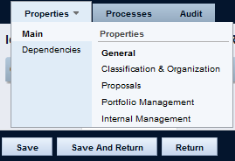 Properties Processes Audit
Main Properties
Dependencies
General
Classification & Organization
Proposals
Portfolio Management
Internal Management
Save Save And Return Return